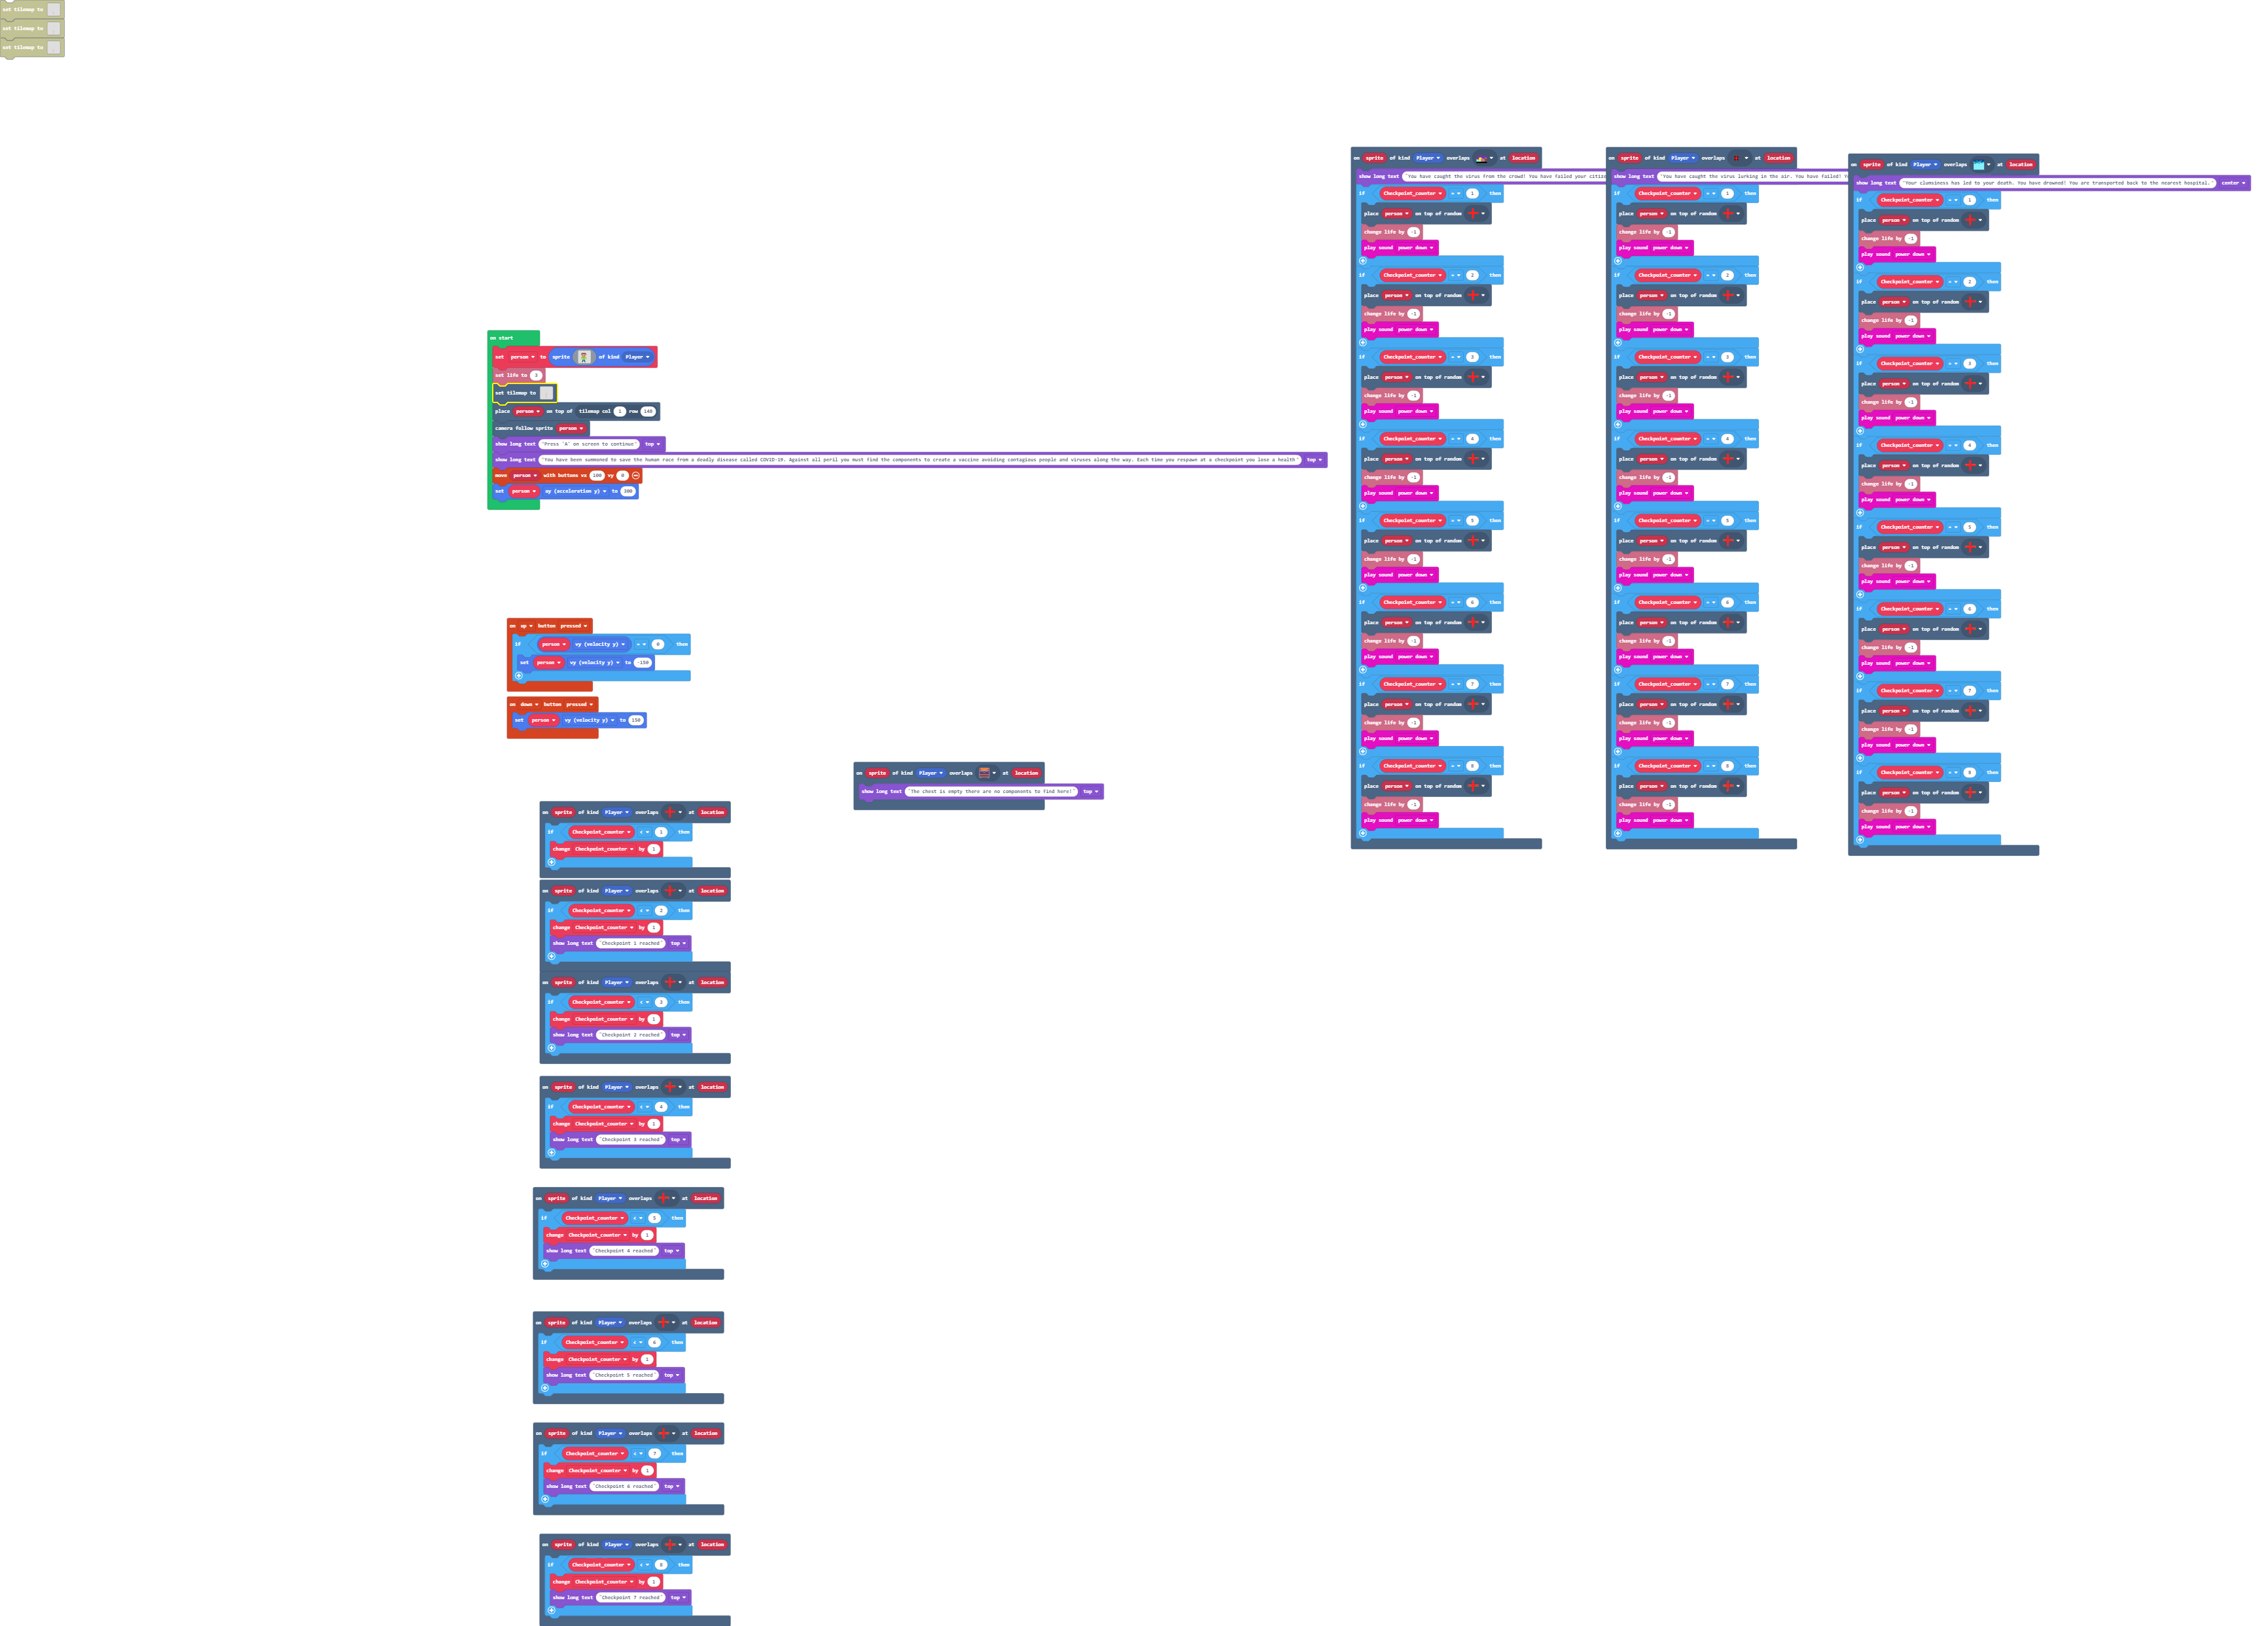 set tilemap to
set tilemap to
set tilemap to
on start
set person to sprite of kind Player
set life to 3
set tilemap to
place person on top of tilemap col 1 row 148
camera follow sprite person
show long text "Press 'A' on screen to continue" top
show long text "You have been summoned to save the human race from a deadly disease called COVID-19. Against all peril you must find the components to create a vaccine avoiding contagious people and viruses along the way. Each time you respawn at a checkpoint you lose a health" top
move person with buttons vx 100 vy 0
set person ay (acceleration y) to 300
on up button pressed
if person vy (velocity y) = 0 then
set person vy (velocity y) to -150
on down button pressed
set person vy (velocity y) to 150
on sprite of kind Player overlaps at location
show long text "The chest is empty there are no components to find here!" top
on sprite of kind Player overlaps at location
if Checkpoint_counter < 1 then
change Checkpoint_counter by 1
on sprite of kind Player overlaps at location
if Checkpoint_counter < 2 then
change Checkpoint_counter by 1
show long text "Checkpoint 1 reached" top
on sprite of kind Player overlaps at location
if Checkpoint_counter < 3 then
change Checkpoint_counter by 1
show long text "Checkpoint 2 reached" top
on sprite of kind Player overlaps at location
if Checkpoint_counter < 4 then
change Checkpoint_counter by 1
show long text "Checkpoint 3 reached" top
on sprite of kind Player overlaps at location
if Checkpoint_counter < 5 then
change Checkpoint_counter by 1
show long text "Checkpoint 4 reached" top
on sprite of kind Player overlaps at location
if Checkpoint_counter < 6 then
change Checkpoint_counter by 1
show long text "Checkpoint 5 reached" top
on sprite of kind Player overlaps at location
if Checkpoint_counter < 7 then
change Checkpoint_counter by 1
show long text "Checkpoint 6 reached" top
on sprite of kind Player overlaps at location
if Checkpoint_counter < 8 then
change Checkpoint_counter by 1
show long text "Checkpoint 7 reached" top
on sprite of kind Player overlaps at location
show long text "You have caught the virus from the crowd! You have failed your citize
if Checkpoint_counter = 1 then
place person on top of random
change life by -1
play sound power down
if Checkpoint_counter = 2 then
place person on top of random
change life by -1
play sound power down
if Checkpoint_counter = 3 then
place person on top of random
change life by -1
play sound power down
if Checkpoint_counter = 4 then
place person on top of random
change life by -1
play sound power down
if Checkpoint_counter = 5 then
place person on top of random
change life by -1
play sound power down
if Checkpoint_counter = 6 then
place person on top of random
change life by -1
play sound power down
if Checkpoint_counter = 7 then
place person on top of random
change life by -1
play sound power down
if Checkpoint_counter = 8 then
place person on top of random
change life by -1
play sound power down
on sprite of kind Player overlaps at location
show long text "You have caught the virus lurking in the air. You have failed! Y
if Checkpoint_counter = 1 then
place person on top of random
change life by -1
play sound power down
if Checkpoint_counter = 2 then
place person on top of random
change life by -1
play sound power down
if Checkpoint_counter = 3 then
place person on top of random
change life by -1
play sound power down
if Checkpoint_counter = 4 then
place person on top of random
change life by -1
play sound power down
if Checkpoint_counter = 5 then
place person on top of random
change life by -1
play sound power down
if Checkpoint_counter = 6 then
place person on top of random
change life by -1
play sound power down
if Checkpoint_counter = 7 then
place person on top of random
change life by -1
play sound power down
if Checkpoint_counter = 8 then
place person on top of random
change life by -1
play sound power down
on sprite of kind Player overlaps at location
show long text "Your clumsiness has led to your death. You have drowned! You are transported back to the nearest hospital." center
if Checkpoint_counter = 1 then
place person on top of random
change life by -1
play sound power down
if Checkpoint_counter = 2 then
place person on top of random
change life by -1
play sound power down
if Checkpoint_counter = 3 then
place person on top of random
change life by -1
play sound power down
if Checkpoint_counter = 4 then
place person on top of random
change life by -1
play sound power down
if Checkpoint_counter = 5 then
place person on top of random
change life by -1
play sound power down
if Checkpoint_counter = 6 then
place person on top of random
change life by -1
play sound power down
if Checkpoint_counter = 7 then
place person on top of random
change life by -1
play sound power down
if Checkpoint_counter = 8 then
place person on top of random
change life by -1
play sound power down